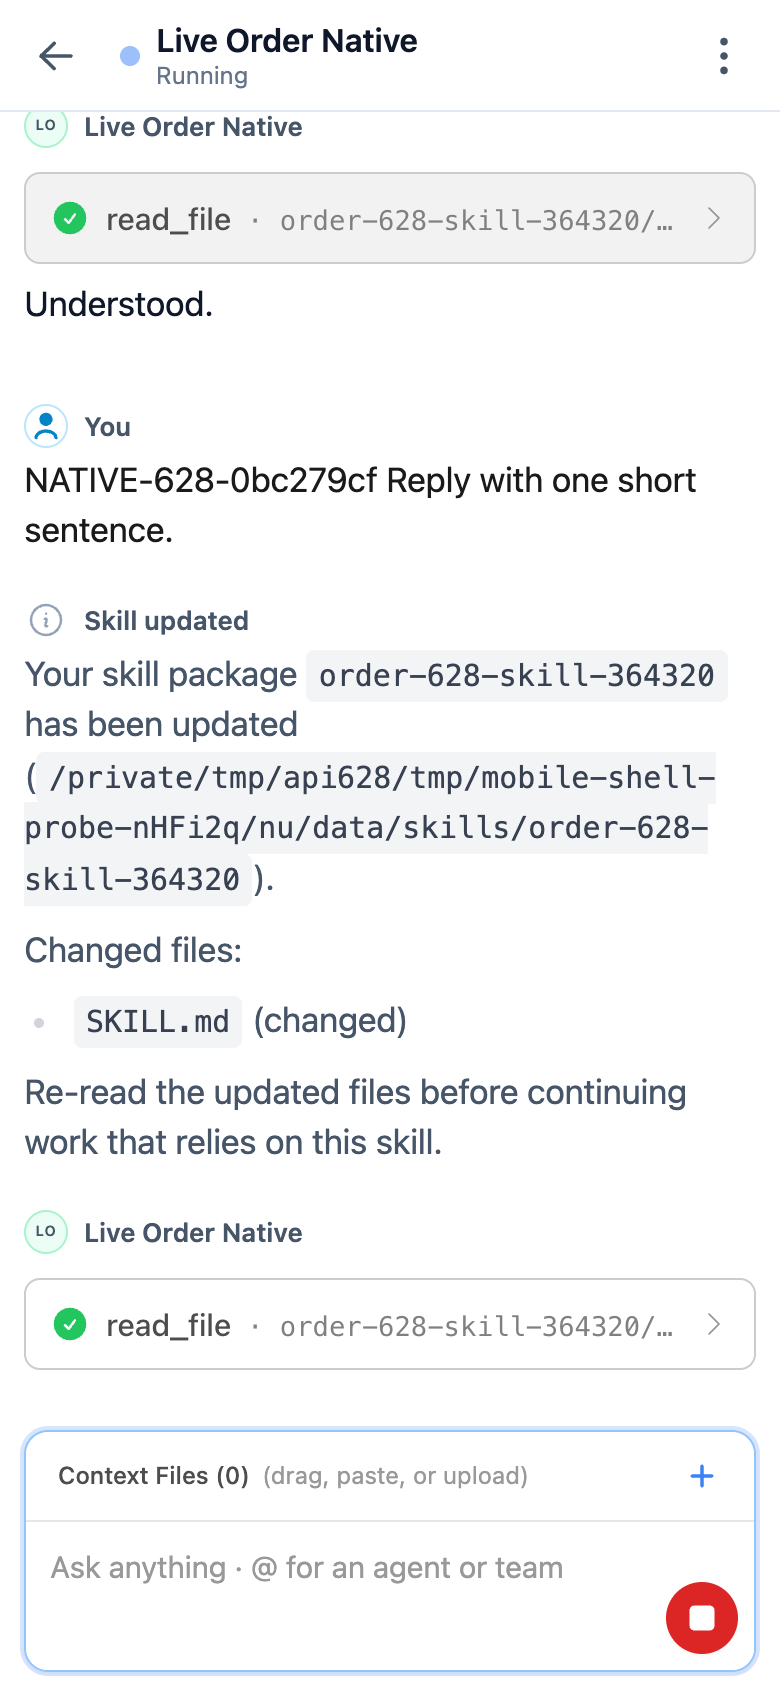 Live Order Native
Running
LO Live Order Native
read_file · order-628-skill-364320/…
Understood.
You
NATIVE-628-0bc279cf Reply with one short
sentence.
Skill updated
Your skill package order-628-skill-364320
has been updated
( /private/tmp/api628/tmp/mobile-shell-
probe-nHFi2q/nu/data/skills/order-628-
skill-364320 ).
Changed files:
• SKILL.md (changed)
Re-read the updated files before continuing
work that relies on this skill.
LO Live Order Native
read_file · order-628-skill-364320/…
Context Files (0) (drag, paste, or upload) +
Ask anything · @ for an agent or team